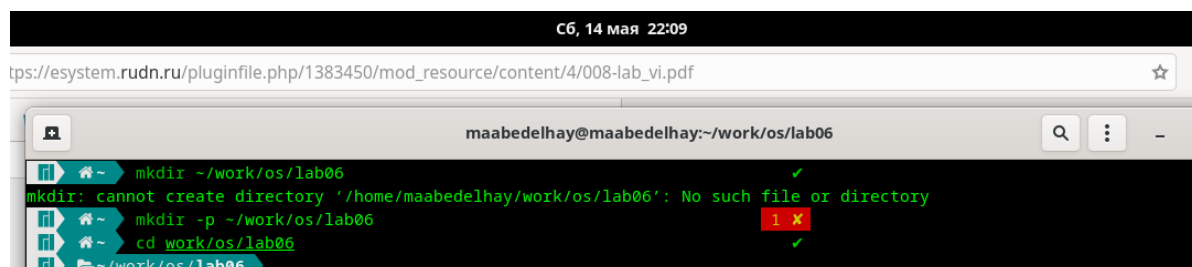 Сб, 14 мая 22:09
tps://esystem.rudn.ru/pluginfile.php/1383450/mod_resource/content/4/008-lab_vi.pdf
maabedelhay@maabedelhay:~/work/os/lab06
~ mkdir ~/work/os/lab06 ✔
mkdir: cannot create directory ‘/home/maabedelhay/work/os/lab06’: No such file or directory
~ mkdir -p ~/work/os/lab06 1 ✘
~ cd work/os/lab06 ✔
~/work/os/lab06